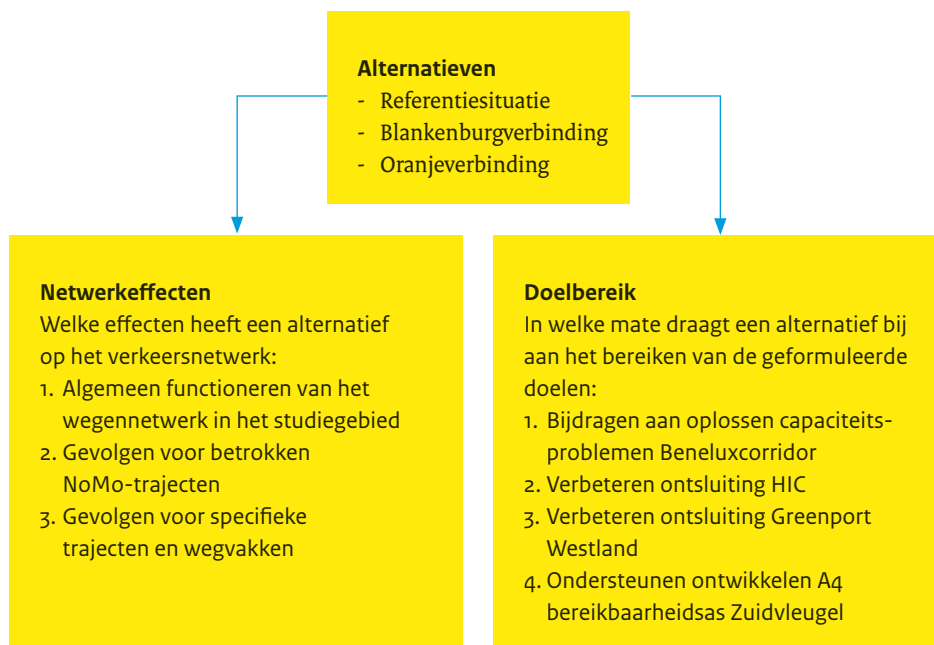 Alternatieven
- Referentiesituatie
- Blankenburgverbinding
- Oranjeverbinding
Netwerkeffecten
Welke effecten heeft een alternatief
op het verkeersnetwerk:
1. Algemeen functioneren van het
wegennetwerk in het studiegebied
2. Gevolgen voor betrokken
NoMo-trajecten
3. Gevolgen voor specifieke
trajecten en wegvakken
Doelbereik
In welke mate draagt een alternatief bij
aan het bereiken van de geformuleerde
doelen:
1. Bijdragen aan oplossen capaciteits-
problemen Beneluxcorridor
2. Verbeteren ontsluiting HIC
3. Verbeteren ontsluiting Greenport
Westland
4. Ondersteunen ontwikkelen A4
bereikbaarheidsas Zuidvleugel